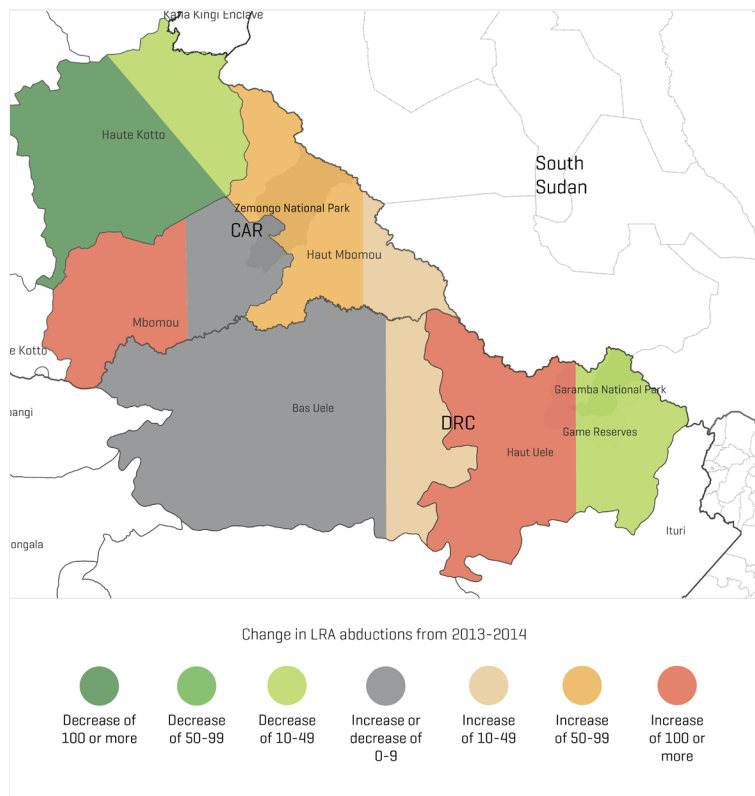 Kafia Kingi Enclave
Haute Kotto
South
Sudan
Zemongo National Park
CAR
Haut Mbomou
Mbomou
e Kotto
Garamba National Park
Bas Uele
angi
DRC
Game Reserves
Haut Uele
Ituri
ongala
Change in LRA abductions from 2013-2014
Decrease of
100 or more
Decrease
of 50-99
Decrease
of 10-49
Increase or
decrease of
0-9
Increase
of 10-49
Increase
of 50-99
Increase
of 100 or
more